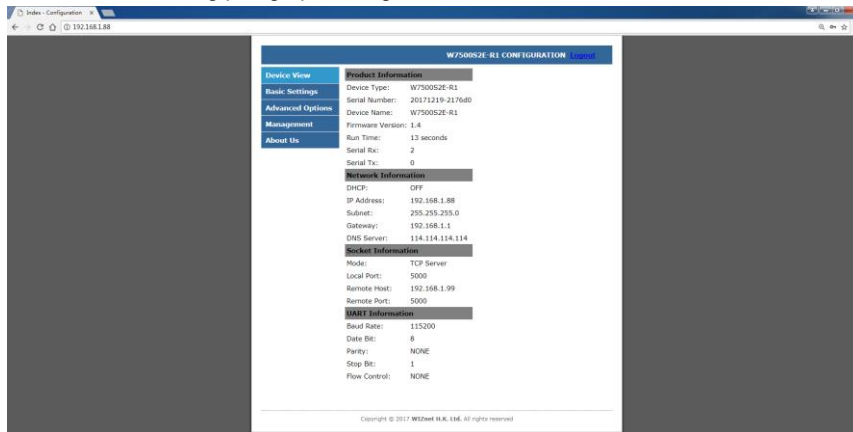 Index - Configuration
192.168.1.88
W7500S2E-R1 CONFIGURATION Logout
Device View
Basic Settings
Advanced Options
Management
About Us
Product Information
Device Type: W7500S2E-R1
Serial Number: 20171219-2176d0
Device Name: W7500S2E-R1
Firmware Version: 1.4
Run Time: 13 seconds
Serial Rx: 2
Serial Tx: 0
Network Information
DHCP: OFF
IP Address: 192.168.1.88
Subnet: 255.255.255.0
Gateway: 192.168.1.1
DNS Server: 114.114.114.114
Socket Information
Mode: TCP Server
Local Port: 5000
Remote Host: 192.168.1.99
Remote Port: 5000
UART Information
Baud Rate: 115200
Date Bit: 8
Parity: NONE
Stop Bit: 1
Flow Control: NONE
Copyright © 2017 WIZnet H.K. Ltd. All rights reserved